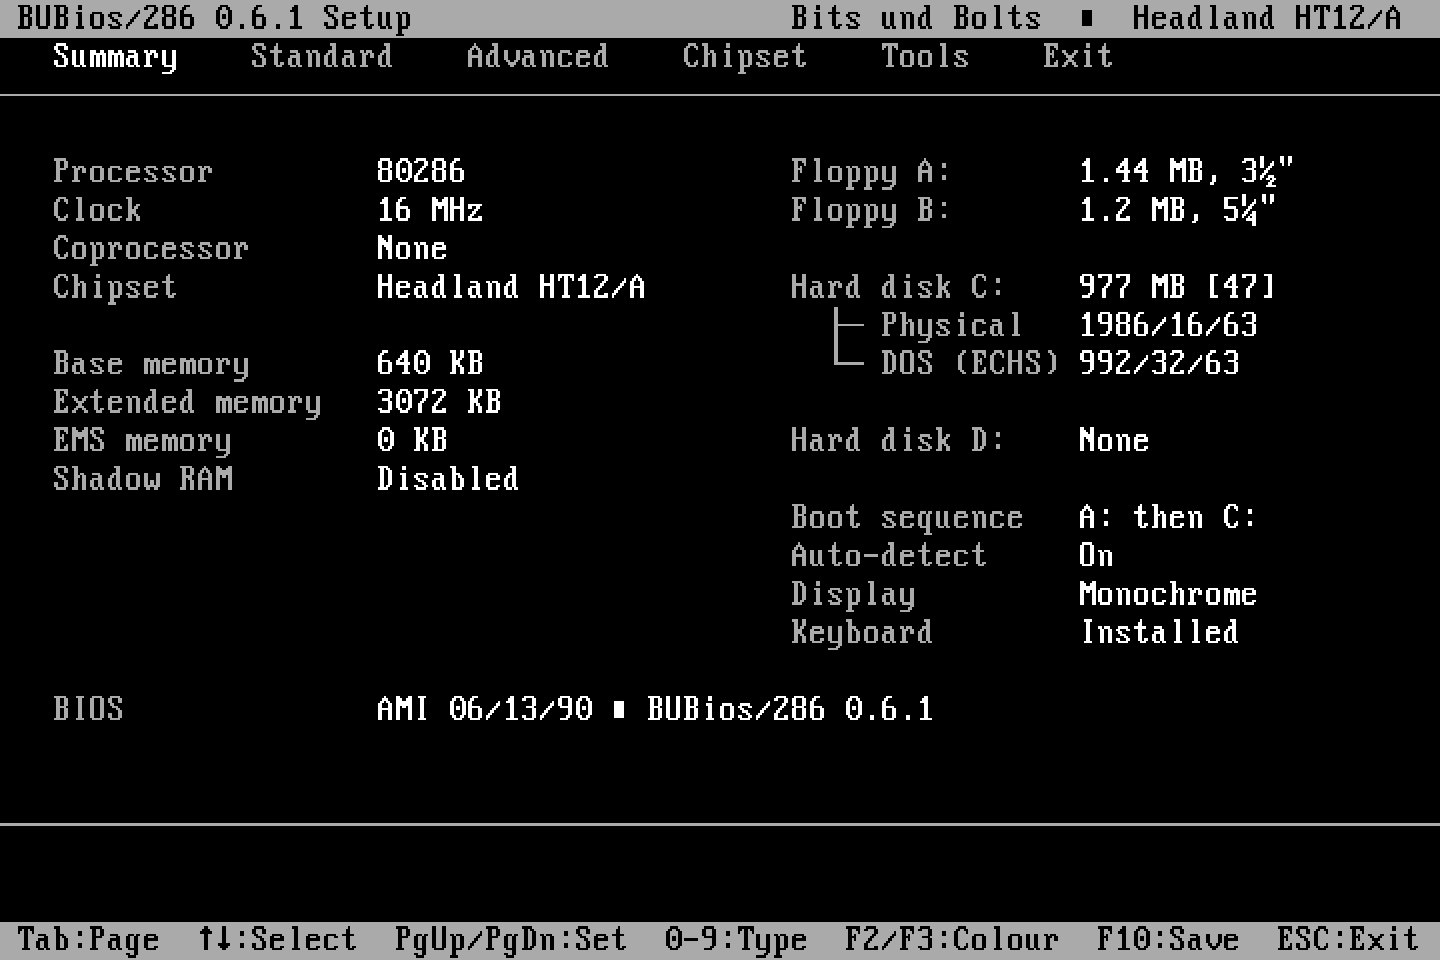 BUBios/286 0.6.1 Setup Bits und Bolts ▪ Headland HT12/A
Summary Standard Advanced Chipset Tools Exit
Processor 80286 Floppy A: 1.44 MB, 3½"
Clock 16 MHz Floppy B: 1.2 MB, 5¼"
Coprocessor None
Chipset Headland HT12/A Hard disk C: 977 MB [47]
├─ Physical 1986/16/63
Base memory 640 KB └─ DOS (ECHS) 992/32/63
Extended memory 3072 KB
EMS memory 0 KB Hard disk D: None
Shadow RAM Disabled
Boot sequence A: then C:
Auto-detect On
Display Monochrome
Keyboard Installed
BIOS AMI 06/13/90 ▪ BUBios/286 0.6.1
Tab:Page ↑↓:Select PgUp/PgDn:Set 0-9:Type F2/F3:Colour F10:Save ESC:Exit